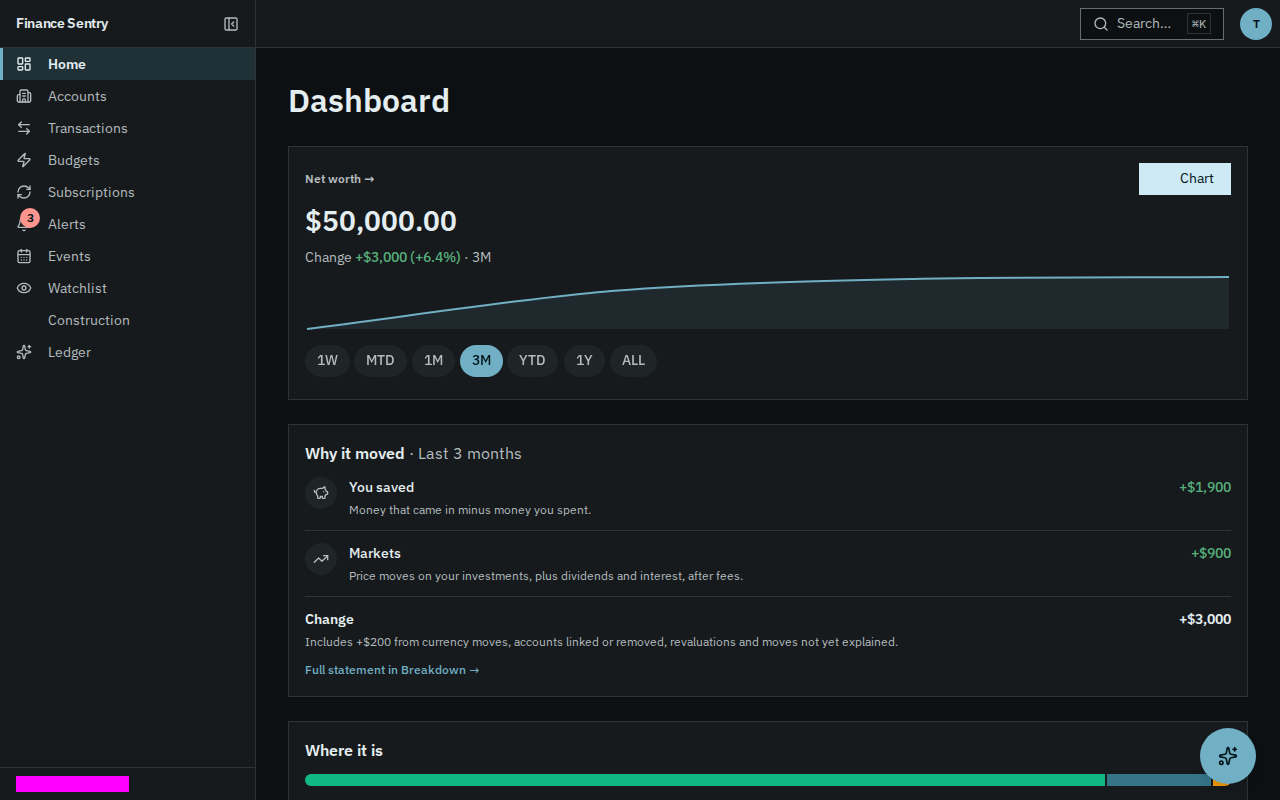 Finance Sentry
Search... ⌘K
T
Home
Accounts
Transactions
Budgets
Subscriptions
3
Alerts
Events
Watchlist
Construction
Ledger
Dashboard
Net worth →
Chart
$50,000.00
Change +$3,000 (+6.4%) · 3M
1W MTD 1M 3M YTD 1Y ALL
Why it moved · Last 3 months
You saved +$1,900
Money that came in minus money you spent.
Markets +$900
Price moves on your investments, plus dividends and interest, after fees.
Change +$3,000
Includes +$200 from currency moves, accounts linked or removed, revaluations and moves not yet explained.
Full statement in Breakdown →
Where it is